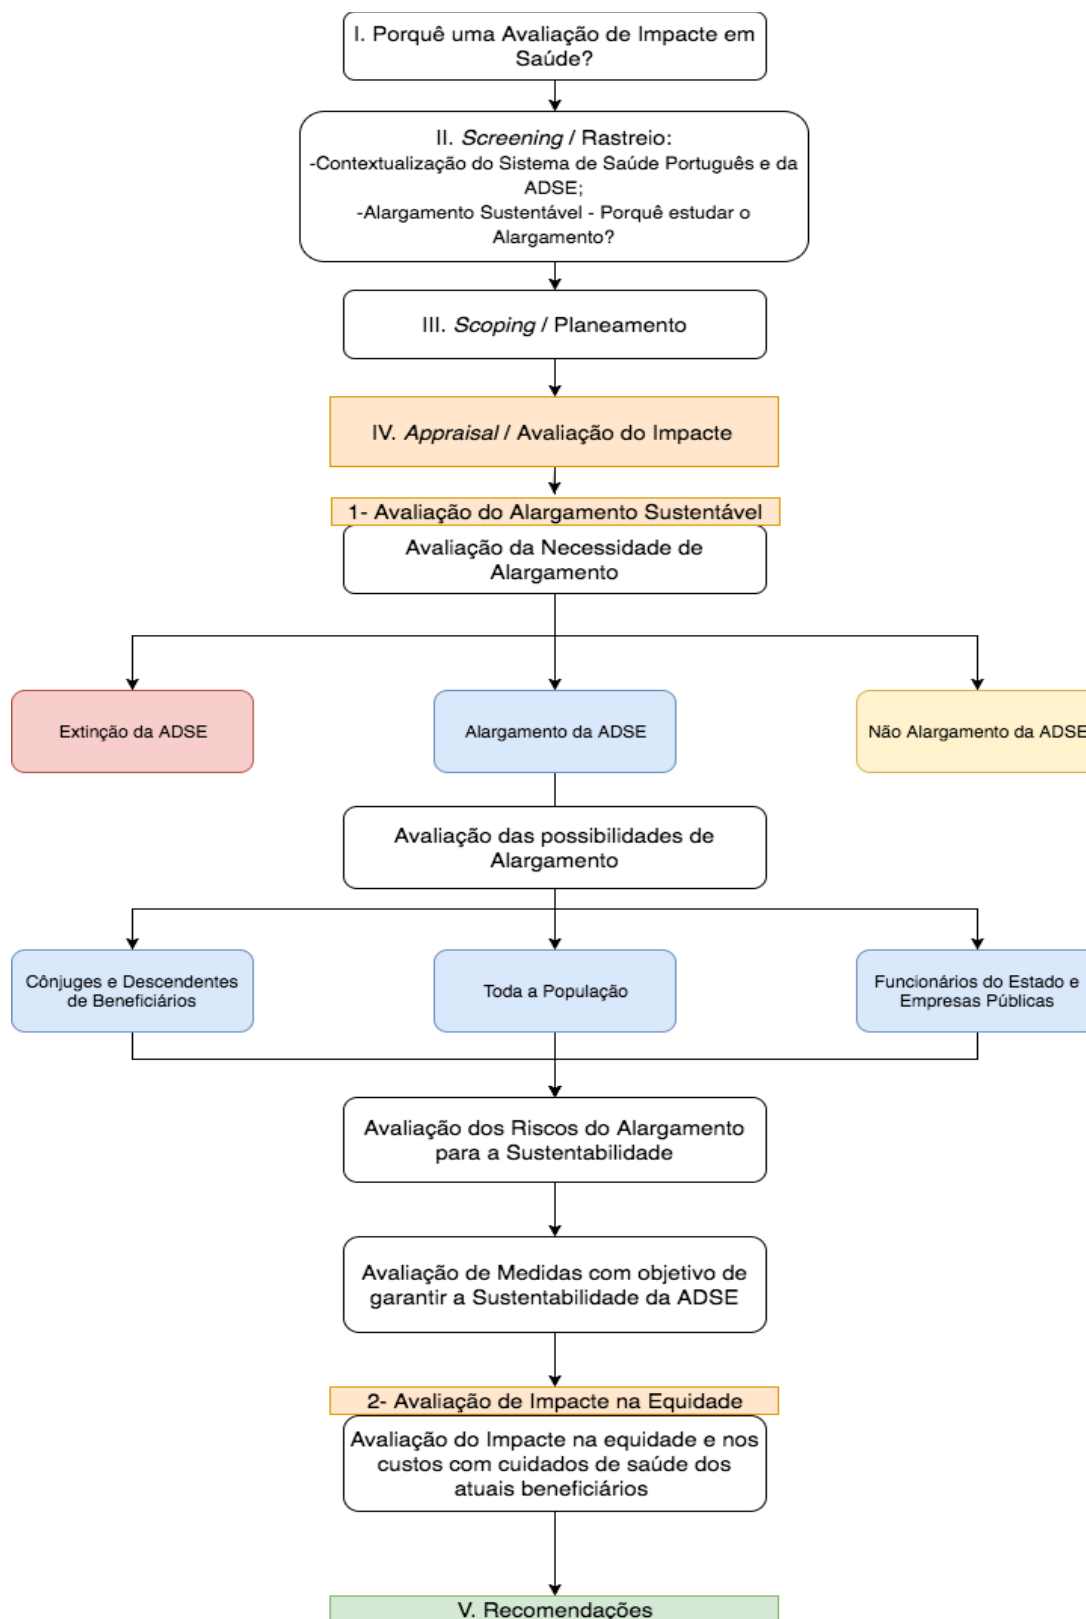 I. Porquê uma Avaliação de Impacte em
Saúde?
II. Screening / Rastreio:
-Contextualização do Sistema de Saúde Português e da
ADSE;
-Alargamento Sustentável - Porquê estudar o
Alargamento?
III. Scoping / Planeamento
IV. Appraisal / Avaliação do Impacte
1- Avaliação do Alargamento Sustentável
Avaliação da Necessidade de
Alargamento
Extinção da ADSE
Alargamento da ADSE
Não Alargamento da ADSE
Avaliação das possibilidades de
Alargamento
Cônjuges e Descendentes
de Beneficiários
Toda a População
Funcionários do Estado e
Empresas Públicas
Avaliação dos Riscos do Alargamento
para a Sustentabilidade
Avaliação de Medidas com objetivo de
garantir a Sustentabilidade da ADSE
2- Avaliação de Impacte na Equidade
Avaliação do Impacte na equidade e nos
custos com cuidados de saúde dos
atuais beneficiários
V. Recomendações